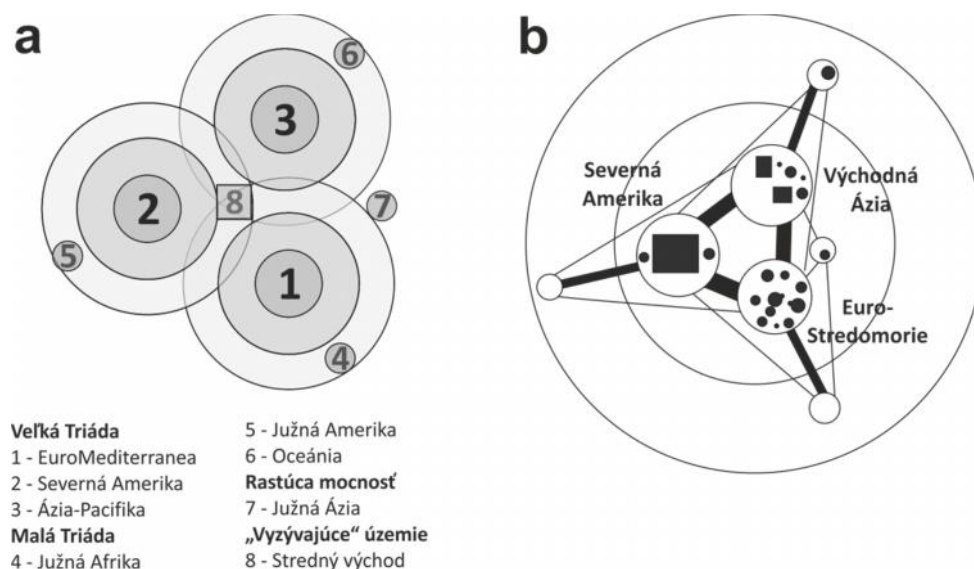 a
6
3
2
8
7
5
1
4
Veľká Triáda
1 - EuroMediterranea
2 - Severná Amerika
3 - Ázia-Pacifika
Malá Triáda
4 - Južná Afrika
5 - Južná Amerika
6 - Oceánia
Rastúca mocnosť
7 - Južná Ázia
„Vyzývajúce“ územie
8 - Stredný východ
b
Severná
Amerika
Východná
Ázia
Euro-
Stredomorie